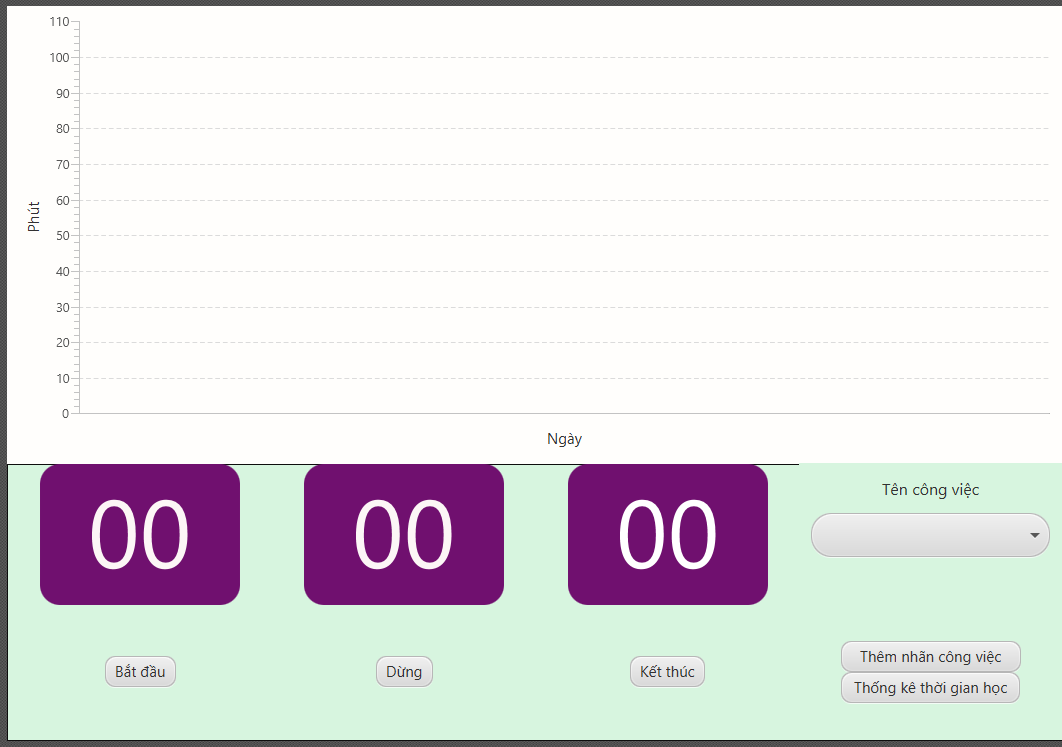 110
100
90
80
70
60
50
40
30
20
10
0
Phút
Ngày
00 00 00
Tên công việc
Bắt đầu Dừng Kết thúc
Thêm nhãn công việc
Thống kê thời gian học